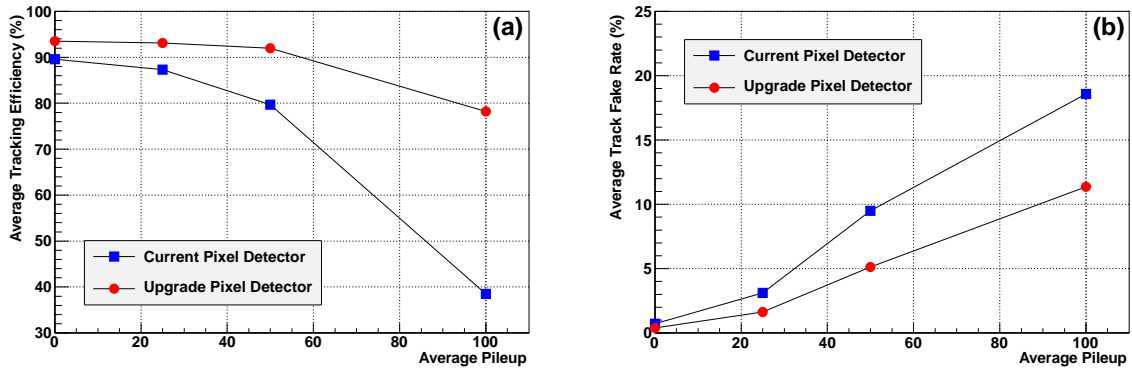 (a)
Average Tracking Efficiency (%)
100
90
80
70
60
50
40
30
Current Pixel Detector
Upgrade Pixel Detector
0 20 40 60 80 100
Average Pileup
(b)
Average Track Fake Rate (%)
25
20
15
10
5
0
Current Pixel Detector
Upgrade Pixel Detector
0 20 40 60 80 100
Average Pileup